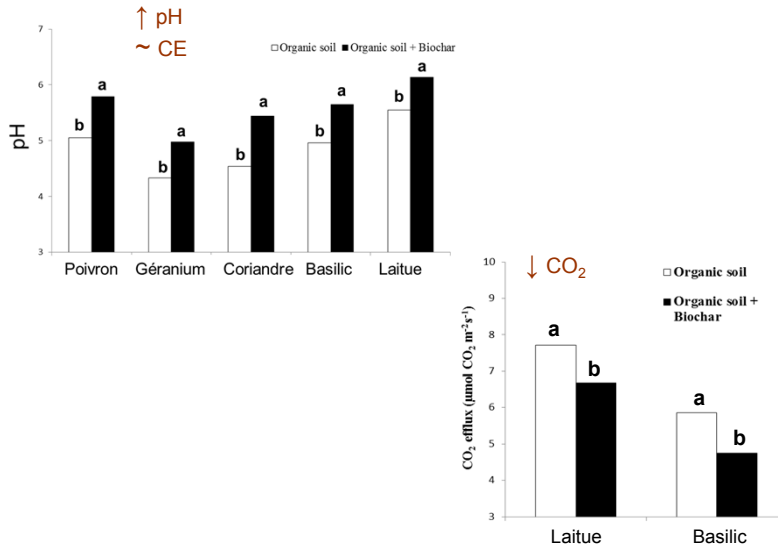 ↑ pH
~ CE
Organic soil
Organic soil + Biochar
7
6
5
4
3
pH
b
a
b
a
b
a
b
a
b
a
Poivron
Géranium
Coriandre
Basilic
Laitue
↓ CO₂
Organic soil
Organic soil +
Biochar
10
9
8
7
6
5
4
3
CO₂ efflux (µmol CO₂ m⁻²s⁻¹)
a
b
a
b
Laitue
Basilic